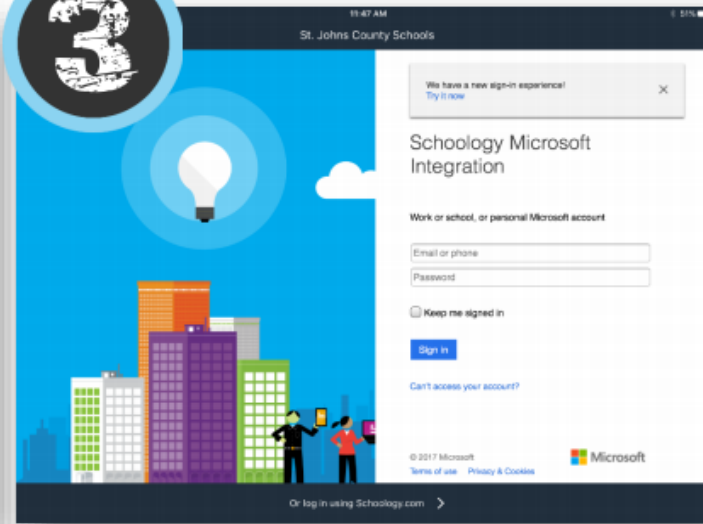 3
11:47 AM
51%
St. Johns County Schools
We have a new sign-in experience!
Try it now
Schoology Microsoft
Integration
Work or school, or personal Microsoft account
Email or phone
Password
Keep me signed in
Sign in
Can't access your account?
© 2017 Microsoft
Terms of use Privacy & Cookies
Microsoft
Or log in using Schoology.com